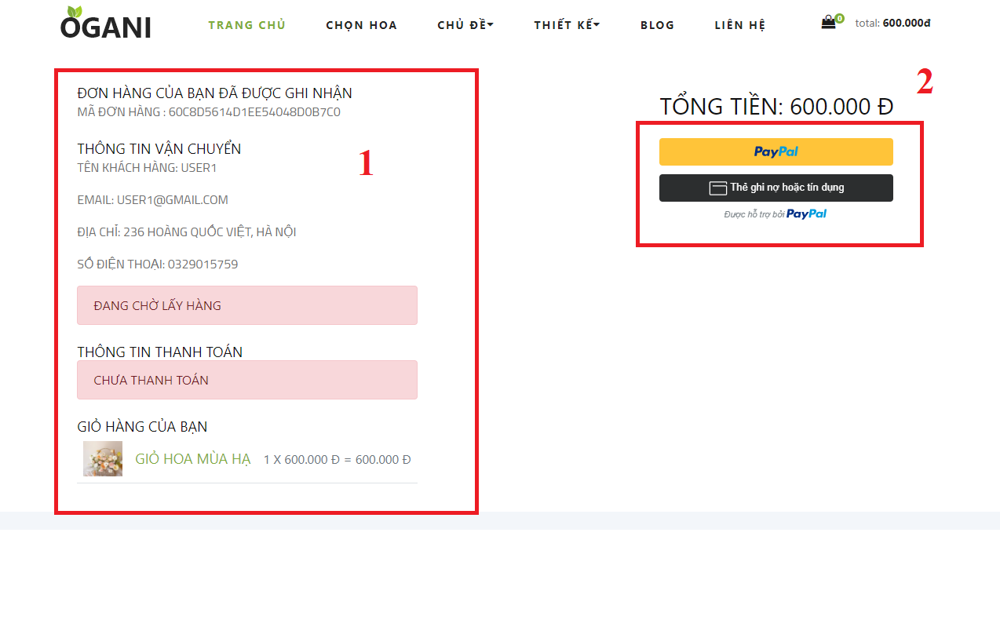 OGANI
TRANG CHỦ CHỌN HOA CHỦ ĐỀ THIẾT KẾ BLOG LIÊN HỆ 0 total: 600.000đ
ĐƠN HÀNG CỦA BẠN ĐÃ ĐƯỢC GHI NHẬN
MÃ ĐƠN HÀNG : 60C8D5614D1EE54048D0B7C0
THÔNG TIN VẬN CHUYỂN
TÊN KHÁCH HÀNG: USER1
1
EMAIL: USER1@GMAIL.COM
ĐỊA CHỈ: 236 HOÀNG QUỐC VIỆT, HÀ NỘI
SỐ ĐIỆN THOẠI: 0329015759
ĐANG CHỜ LẤY HÀNG
THÔNG TIN THANH TOÁN
CHƯA THANH TOÁN
GIỎ HÀNG CỦA BẠN
GIỎ HOA MÙA HẠ 1 X 600.000 Đ = 600.000 Đ
2
TỔNG TIỀN: 600.000 Đ
PayPal
Thẻ ghi nợ hoặc tín dụng
Được hỗ trợ bởi PayPal